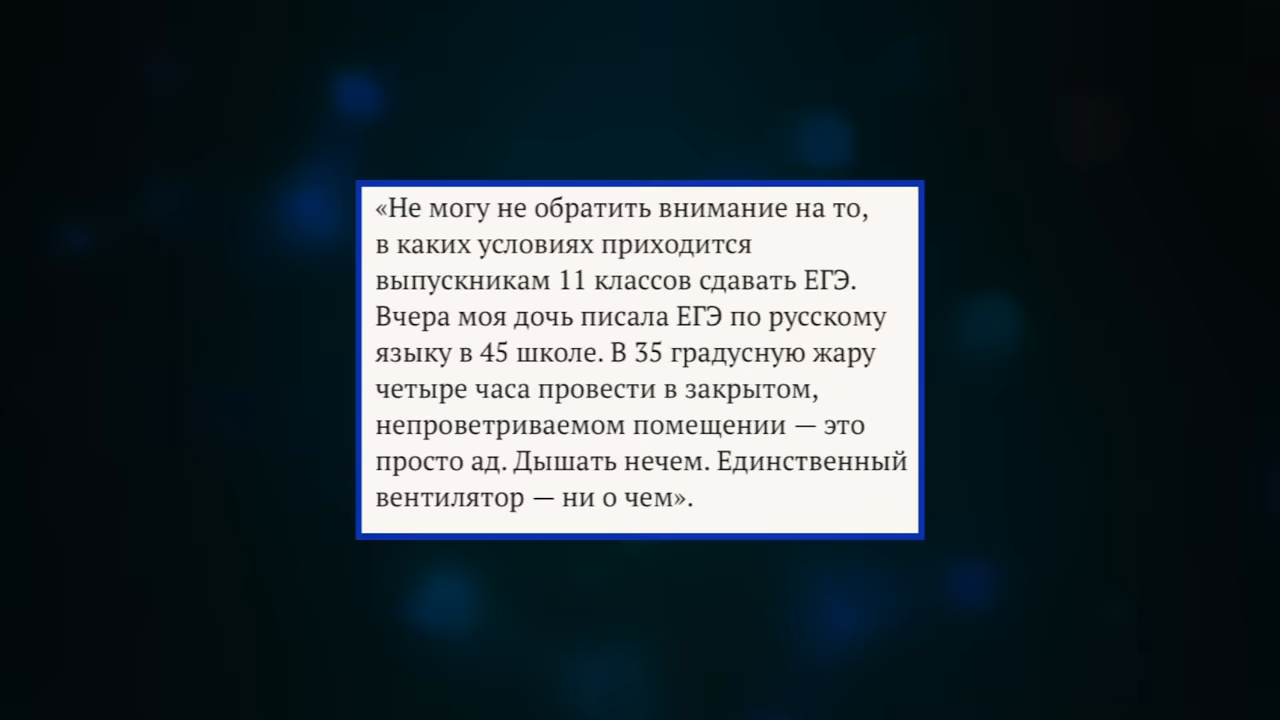 «Не могу не обратить внимание на то,
в каких условиях приходится
выпускникам 11 классов сдавать ЕГЭ.
Вчера моя дочь писала ЕГЭ по русскому
языку в 45 школе. В 35 градусную жару
четыре часа провести в закрытом,
непроветриваемом помещении — это
просто ад. Дышать нечем. Единственный
вентилятор — ни о чем».